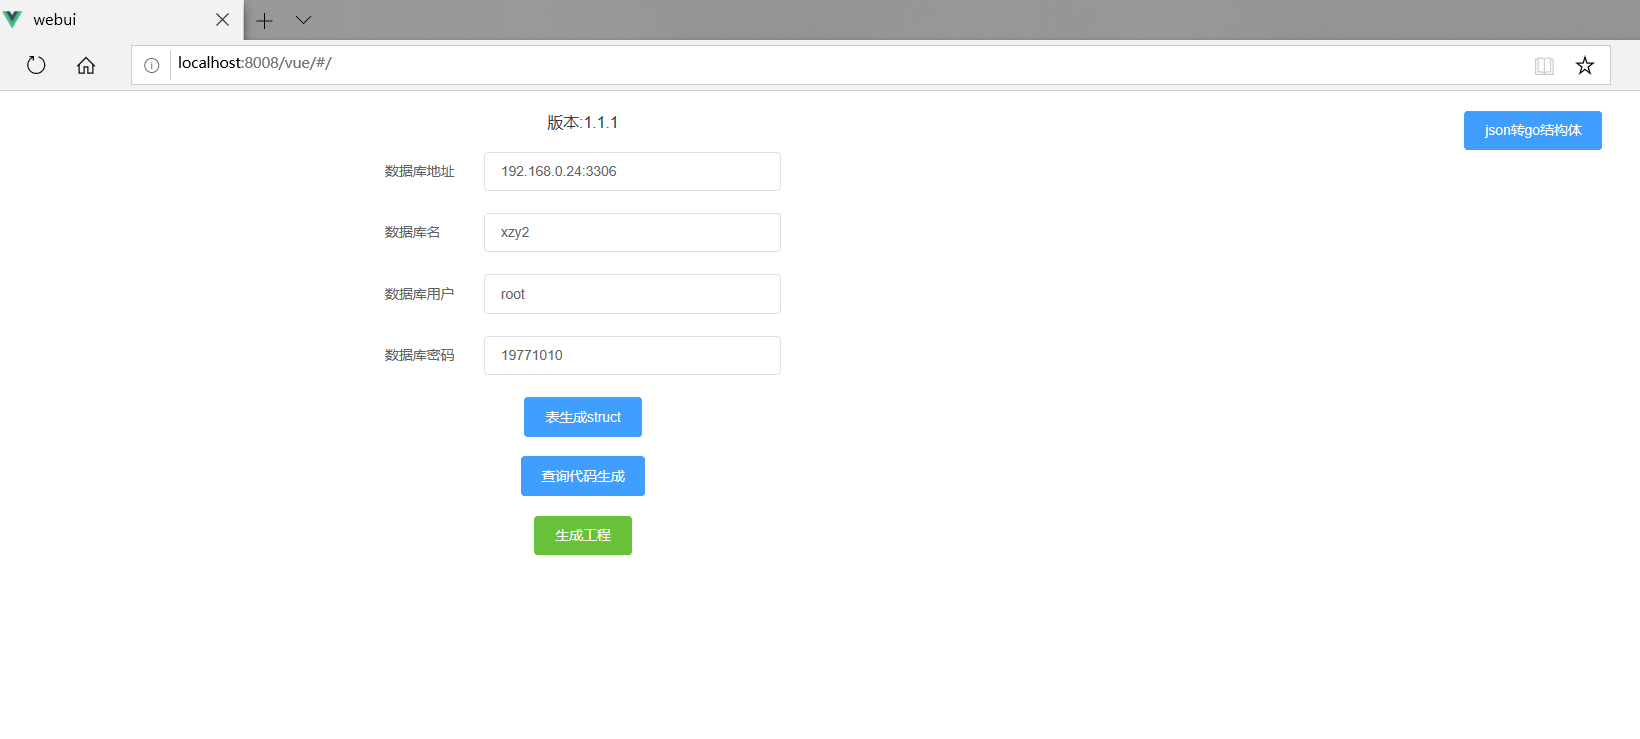 webui
localhost:8008/vue/#/
版本:1.1.1
json转go结构体
数据库地址 192.168.0.24:3306
数据库名 xzy2
数据库用户 root
数据库密码 19771010
表生成struct
查询代码生成
生成工程